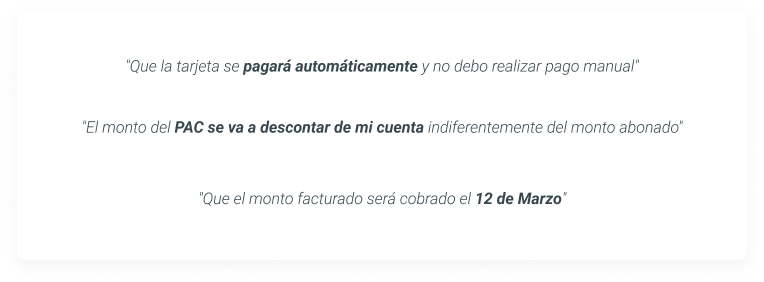 "Que la tarjeta se pagará automáticamente y no debo realizar pago manual"
"El monto del PAC se va a descontar de mi cuenta indiferentemente del monto abonado"
"Que el monto facturado será cobrado el 12 de Marzo"